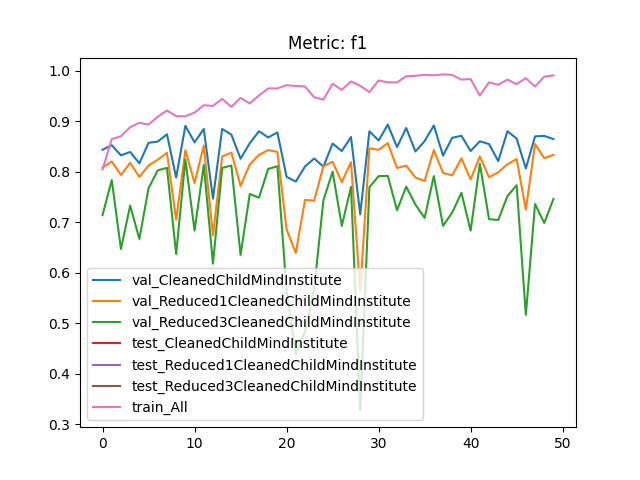 Metric: f1
1.0
0.9
0.8
0.7
0.6
0.5
0.4
0.3
val_CleanedChildMindInstitute
val_Reduced1CleanedChildMindInstitute
val_Reduced3CleanedChildMindInstitute
test_CleanedChildMindInstitute
test_Reduced1CleanedChildMindInstitute
test_Reduced3CleanedChildMindInstitute
train_All
0 10 20 30 40 50